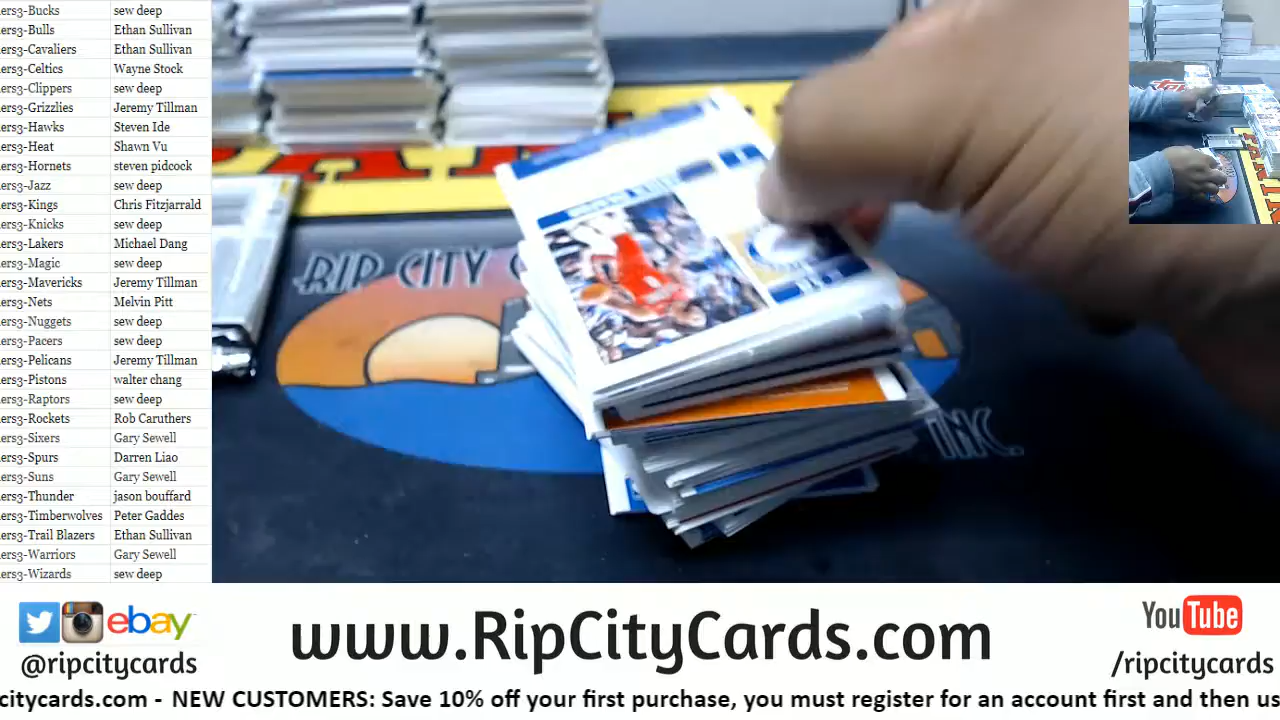 ers3-Bucks sew deep
ers3-Bulls Ethan Sullivan
ers3-Cavaliers Ethan Sullivan
ers3-Celtics Wayne Stock
ers3-Clippers sew deep
ers3-Grizzlies Jeremy Tillman
ers3-Hawks Steven Ide
ers3-Heat Shawn Vu
ers3-Hornets steven pidcock
ers3-Jazz sew deep
ers3-Kings Chris Fitzjarrald
ers3-Knicks sew deep
ers3-Lakers Michael Dang
ers3-Magic sew deep
ers3-Mavericks Jeremy Tillman
ers3-Nets Melvin Pitt
ers3-Nuggets sew deep
ers3-Pacers sew deep
ers3-Pelicans Jeremy Tillman
ers3-Pistons walter chang
ers3-Raptors sew deep
ers3-Rockets Rob Caruthers
ers3-Sixers Gary Sewell
ers3-Spurs Darren Liao
ers3-Suns Gary Sewell
ers3-Thunder jason bouffard
ers3-Timberwolves Peter Gaddes
ers3-Trail Blazers Ethan Sullivan
ers3-Warriors Gary Sewell
ers3-Wizards sew deep
RIP CITY
INC.
ebay
@ripcitycards
www.RipCityCards.com
YouTube
/ripcitycards
citycards.com - NEW CUSTOMERS: Save 10% off your first purchase, you must register for an account first and then us